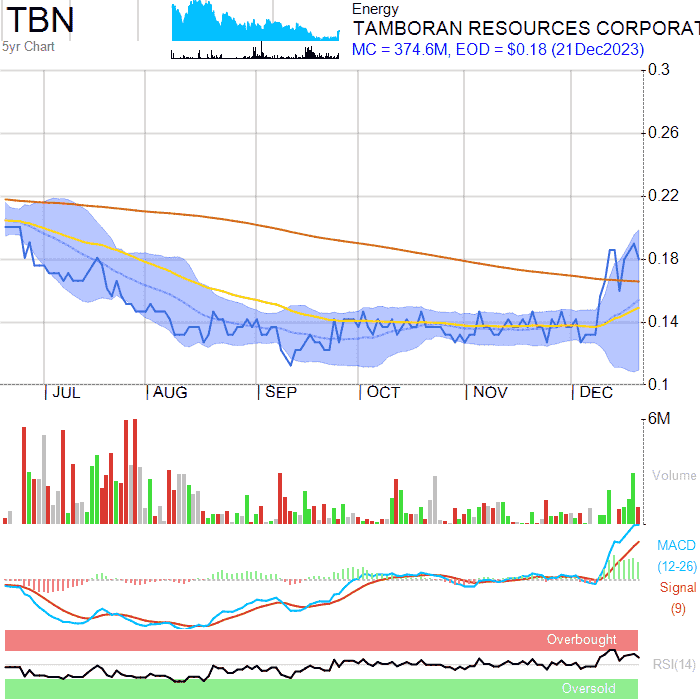 TBN
5yr Chart
Energy
TAMBORAN RESOURCES CORPORAT
MC = 374.6M, EOD = $0.18 (21Dec2023)
0.3
0.26
0.22
0.18
0.14
0.1
JUL
AUG
SEP
OCT
NOV
DEC
6M
Volume
MACD
(12-26)
Signal
(9)
Overbought
RSI(14)
Oversold